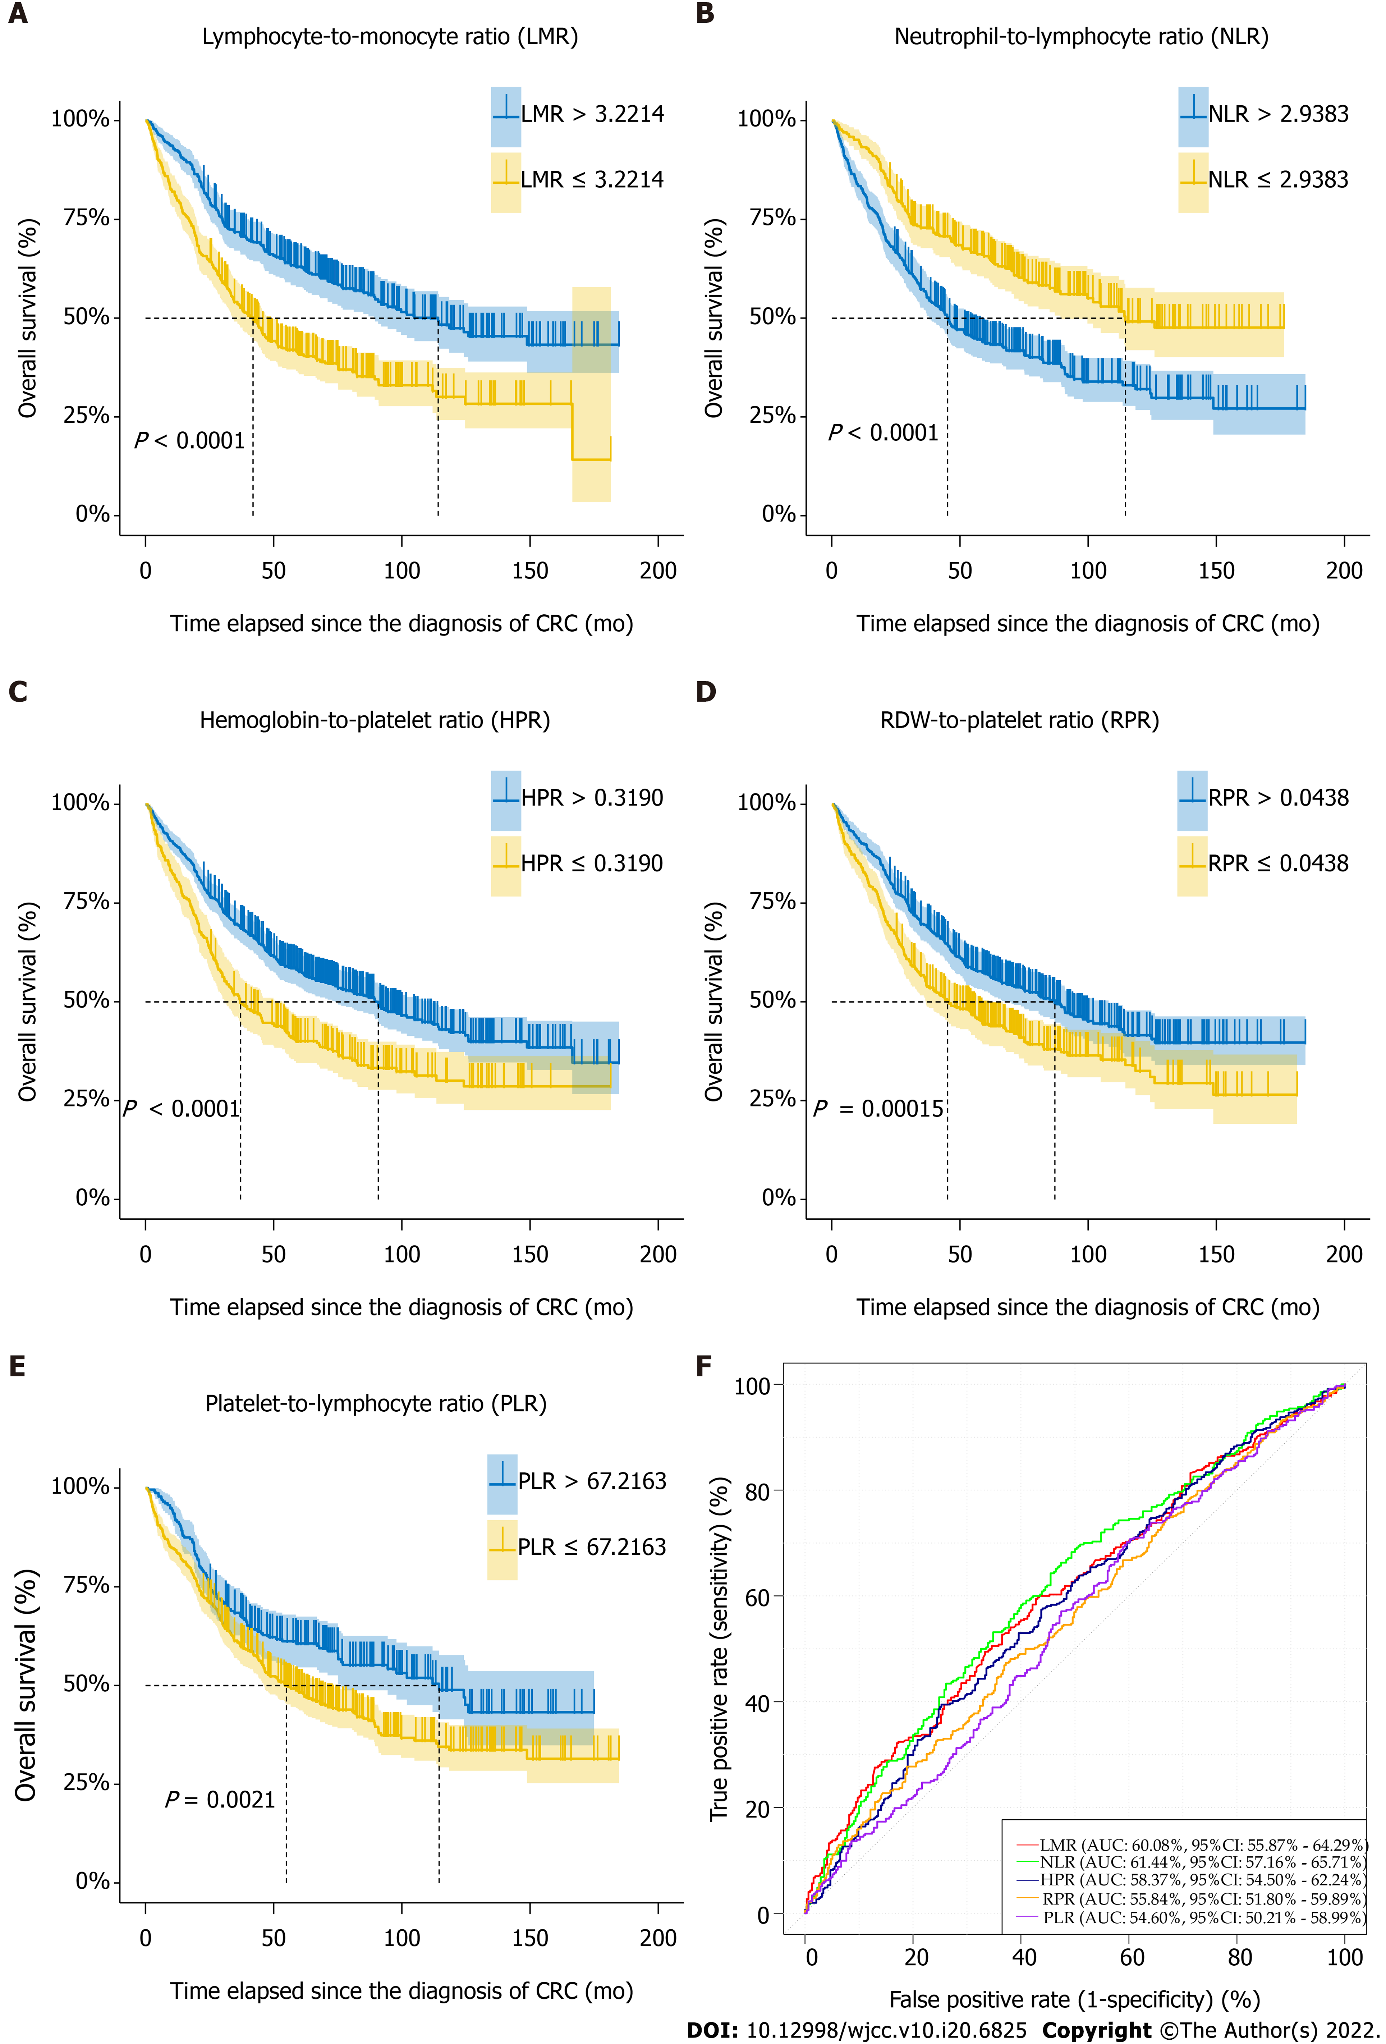 A
Lymphocyte-to-monocyte ratio (LMR)
LMR > 3.2214
LMR ≤ 3.2214
Overall survival (%)
100%
75%
50%
25%
0%
P < 0.0001
0 50 100 150 200
Time elapsed since the diagnosis of CRC (mo)
B
Neutrophil-to-lymphocyte ratio (NLR)
NLR > 2.9383
NLR ≤ 2.9383
Overall survival (%)
100%
75%
50%
25%
0%
P < 0.0001
0 50 100 150 200
Time elapsed since the diagnosis of CRC (mo)
C
Hemoglobin-to-platelet ratio (HPR)
HPR > 0.3190
HPR ≤ 0.3190
Overall survival (%)
100%
75%
50%
25%
0%
P < 0.0001
0 50 100 150 200
Time elapsed since the diagnosis of CRC (mo)
D
RDW-to-platelet ratio (RPR)
RPR > 0.0438
RPR ≤ 0.0438
Overall survival (%)
100%
75%
50%
25%
0%
P = 0.00015
0 50 100 150 200
Time elapsed since the diagnosis of CRC (mo)
E
Platelet-to-lymphocyte ratio (PLR)
PLR > 67.2163
PLR ≤ 67.2163
Overall survival (%)
100%
75%
50%
25%
0%
P = 0.0021
0 50 100 150 200
Time elapsed since the diagnosis of CRC (mo)
F
True positive rate (sensitivity) (%)
100
80
60
40
20
0
LMR (AUC: 60.08%, 95%CI: 55.87% - 64.29%)
NLR (AUC: 61.44%, 95%CI: 57.16% - 65.71%)
HPR (AUC: 58.37%, 95%CI: 54.50% - 62.24%)
RPR (AUC: 55.84%, 95%CI: 51.80% - 59.89%)
PLR (AUC: 54.60%, 95%CI: 50.21% - 58.99%)
0 20 40 60 80 100
False positive rate (1-specificity) (%)
DOI: 10.12998/wjcc.v10.i20.6825 Copyright ©The Author(s) 2022.